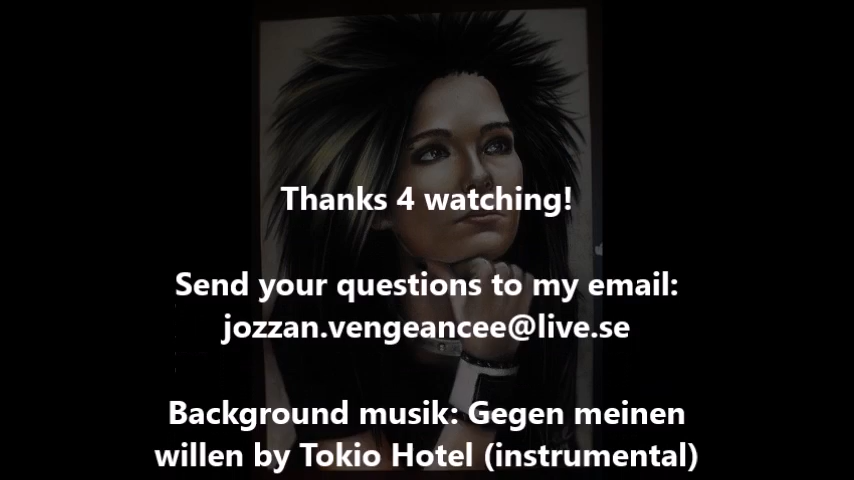 Thanks 4 watching!
Send your questions to my email:
jozzan.vengeancee@live.se
Background musik: Gegen meinen
willen by Tokio Hotel (instrumental)